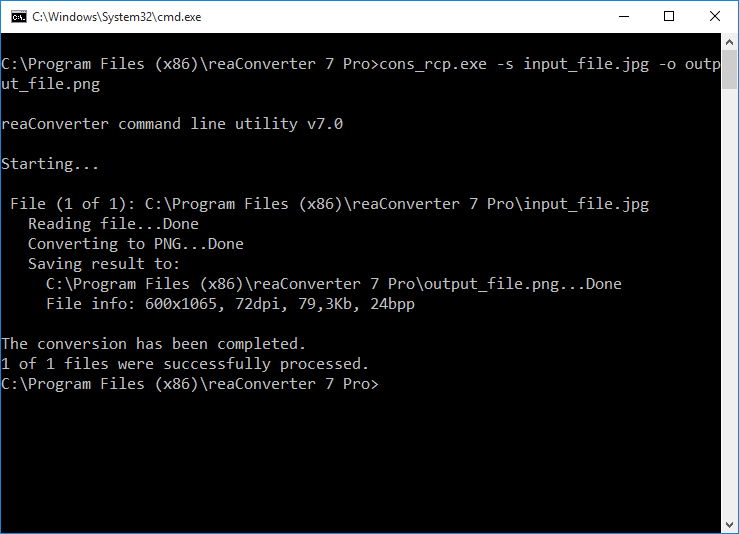 C:\Windows\System32\cmd.exe
C:\Program Files (x86)\reaConverter 7 Pro>cons_rcp.exe -s input_file.jpg -o outp
ut_file.png
reaConverter command line utility v7.0
Starting...
File (1 of 1): C:\Program Files (x86)\reaConverter 7 Pro\input_file.jpg
Reading file...Done
Converting to PNG...Done
Saving result to:
C:\Program Files (x86)\reaConverter 7 Pro\output_file.png...Done
File info: 600x1065, 72dpi, 79,3Kb, 24bpp
The conversion has been completed.
1 of 1 files were successfully processed.
C:\Program Files (x86)\reaConverter 7 Pro>